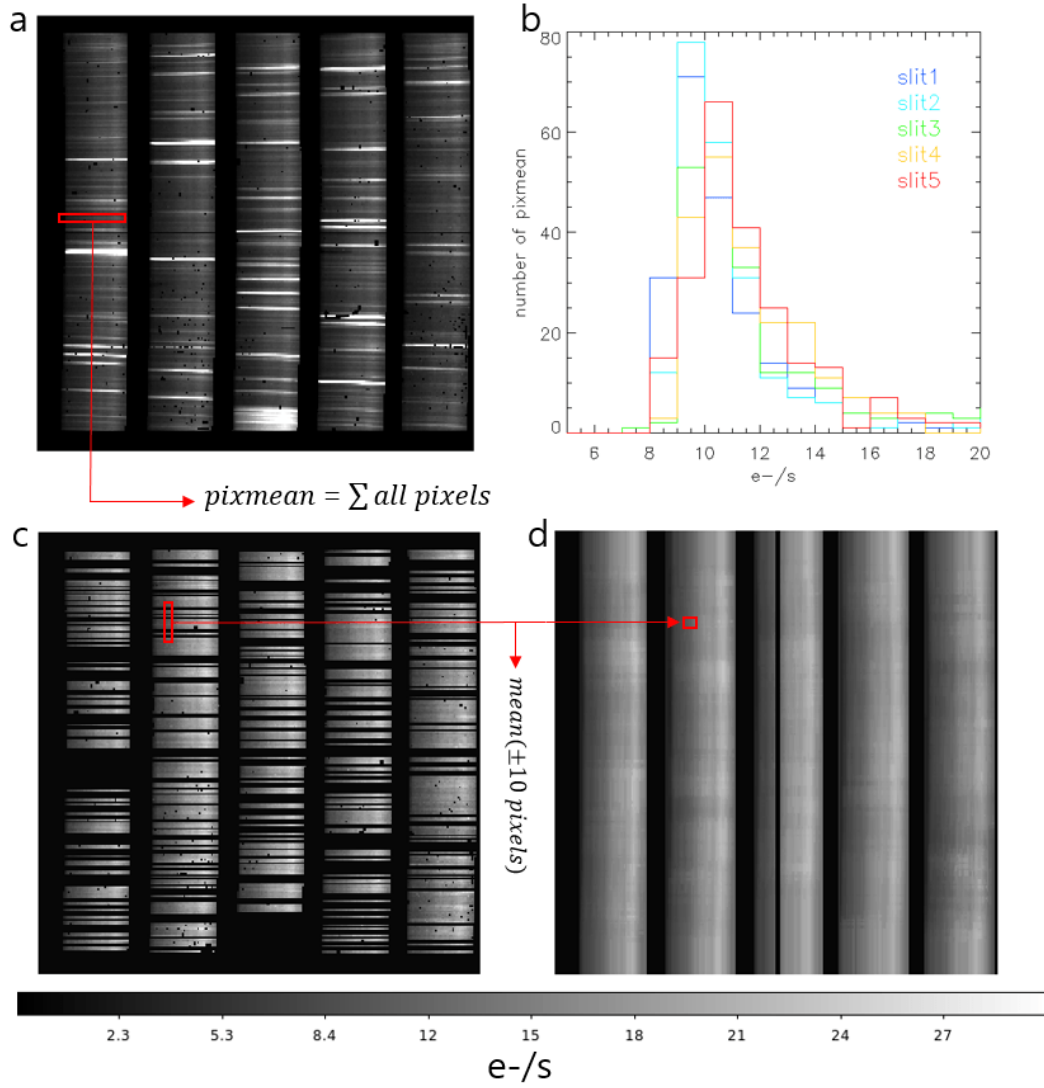 a
b
80
60
40
20
0
number of pixmean
slit1
slit2
slit3
slit4
slit5
6 8 10 12 14 16 18 20
e-/s
pixmean = ∑ all pixels
c
d
mean(±10 pixels)
2.3 5.3 8.4 12 15 18 21 24 27
e-/s